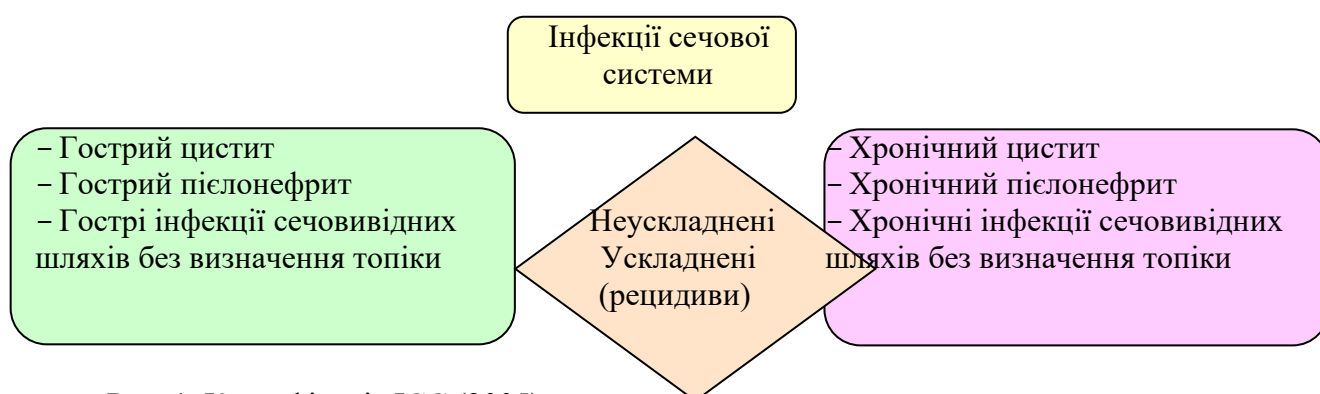 Інфекції сечової
системи
– Гострий цистит
– Гострий пієлонефрит
– Гострі інфекції сечовивідних
шляхів без визначення топіки
Неускладнені
Ускладнені
(рецидиви)
– Хронічний цистит
– Хронічний пієлонефрит
– Хронічні інфекції сечовивідних
шляхів без визначення топіки